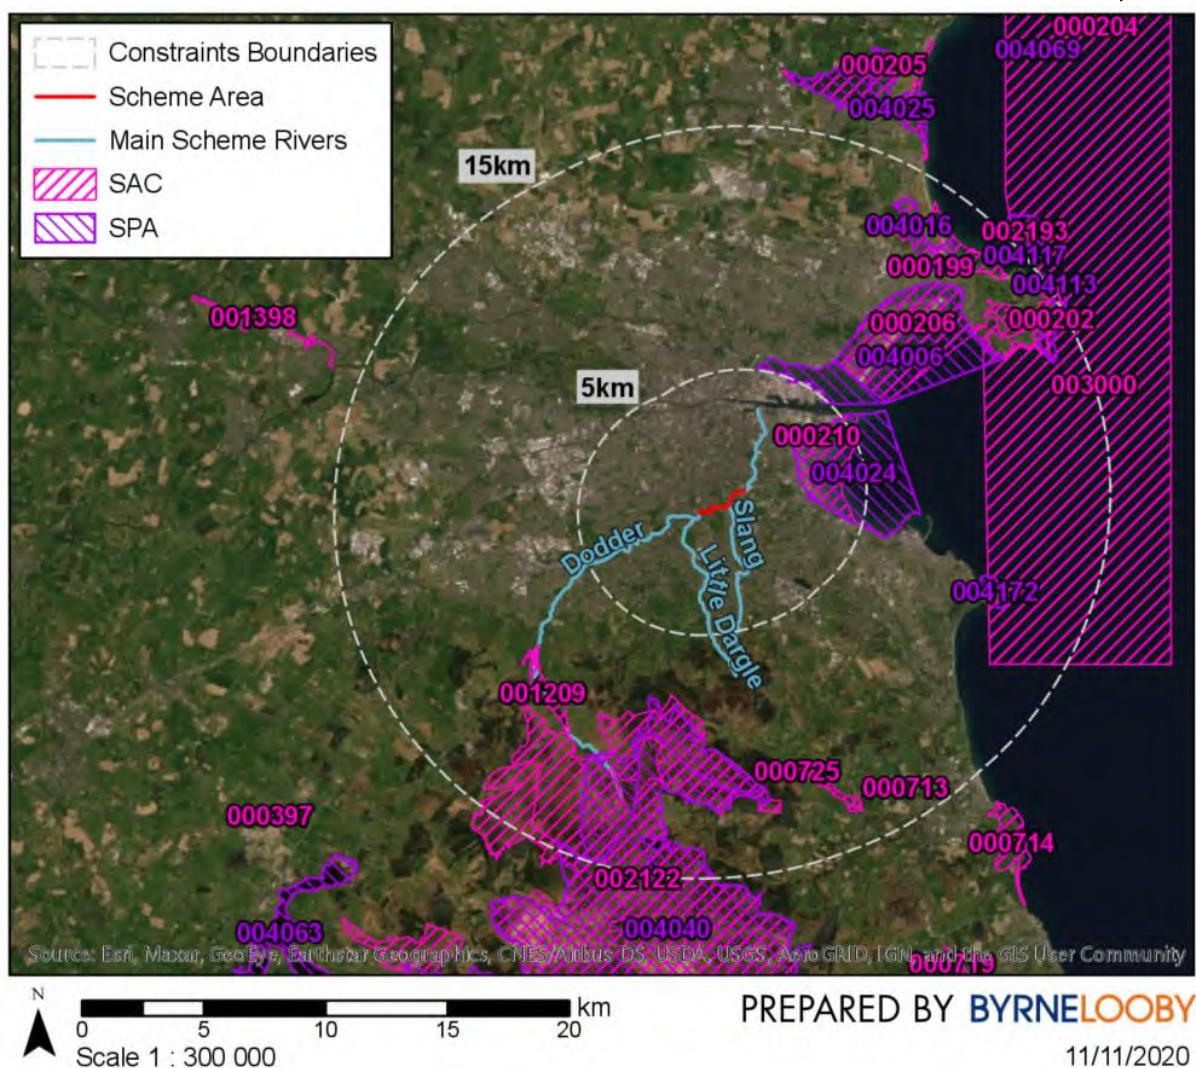 Constraints Boundaries
Scheme Area
Main Scheme Rivers
SAC
SPA
000204
004069
000205
004025
15km
004016
002193
004117
000199
004113
001398
000206
000202
004006
5km
003000
000210
004024
Slang
Dodder
Little Dargle
004172
001209
000725
000713
000397
000714
002122
004040
004063
000719
Source: Esri, Maxar, GeoEye, Earthstar Geographics, CNES/Airbus DS, USDA, USGS, AeroGRID, IGN, and the GIS User Community
N
km
0 5 10 15 20
Scale 1 : 300 000
PREPARED BY BYRNELOOBY
11/11/2020